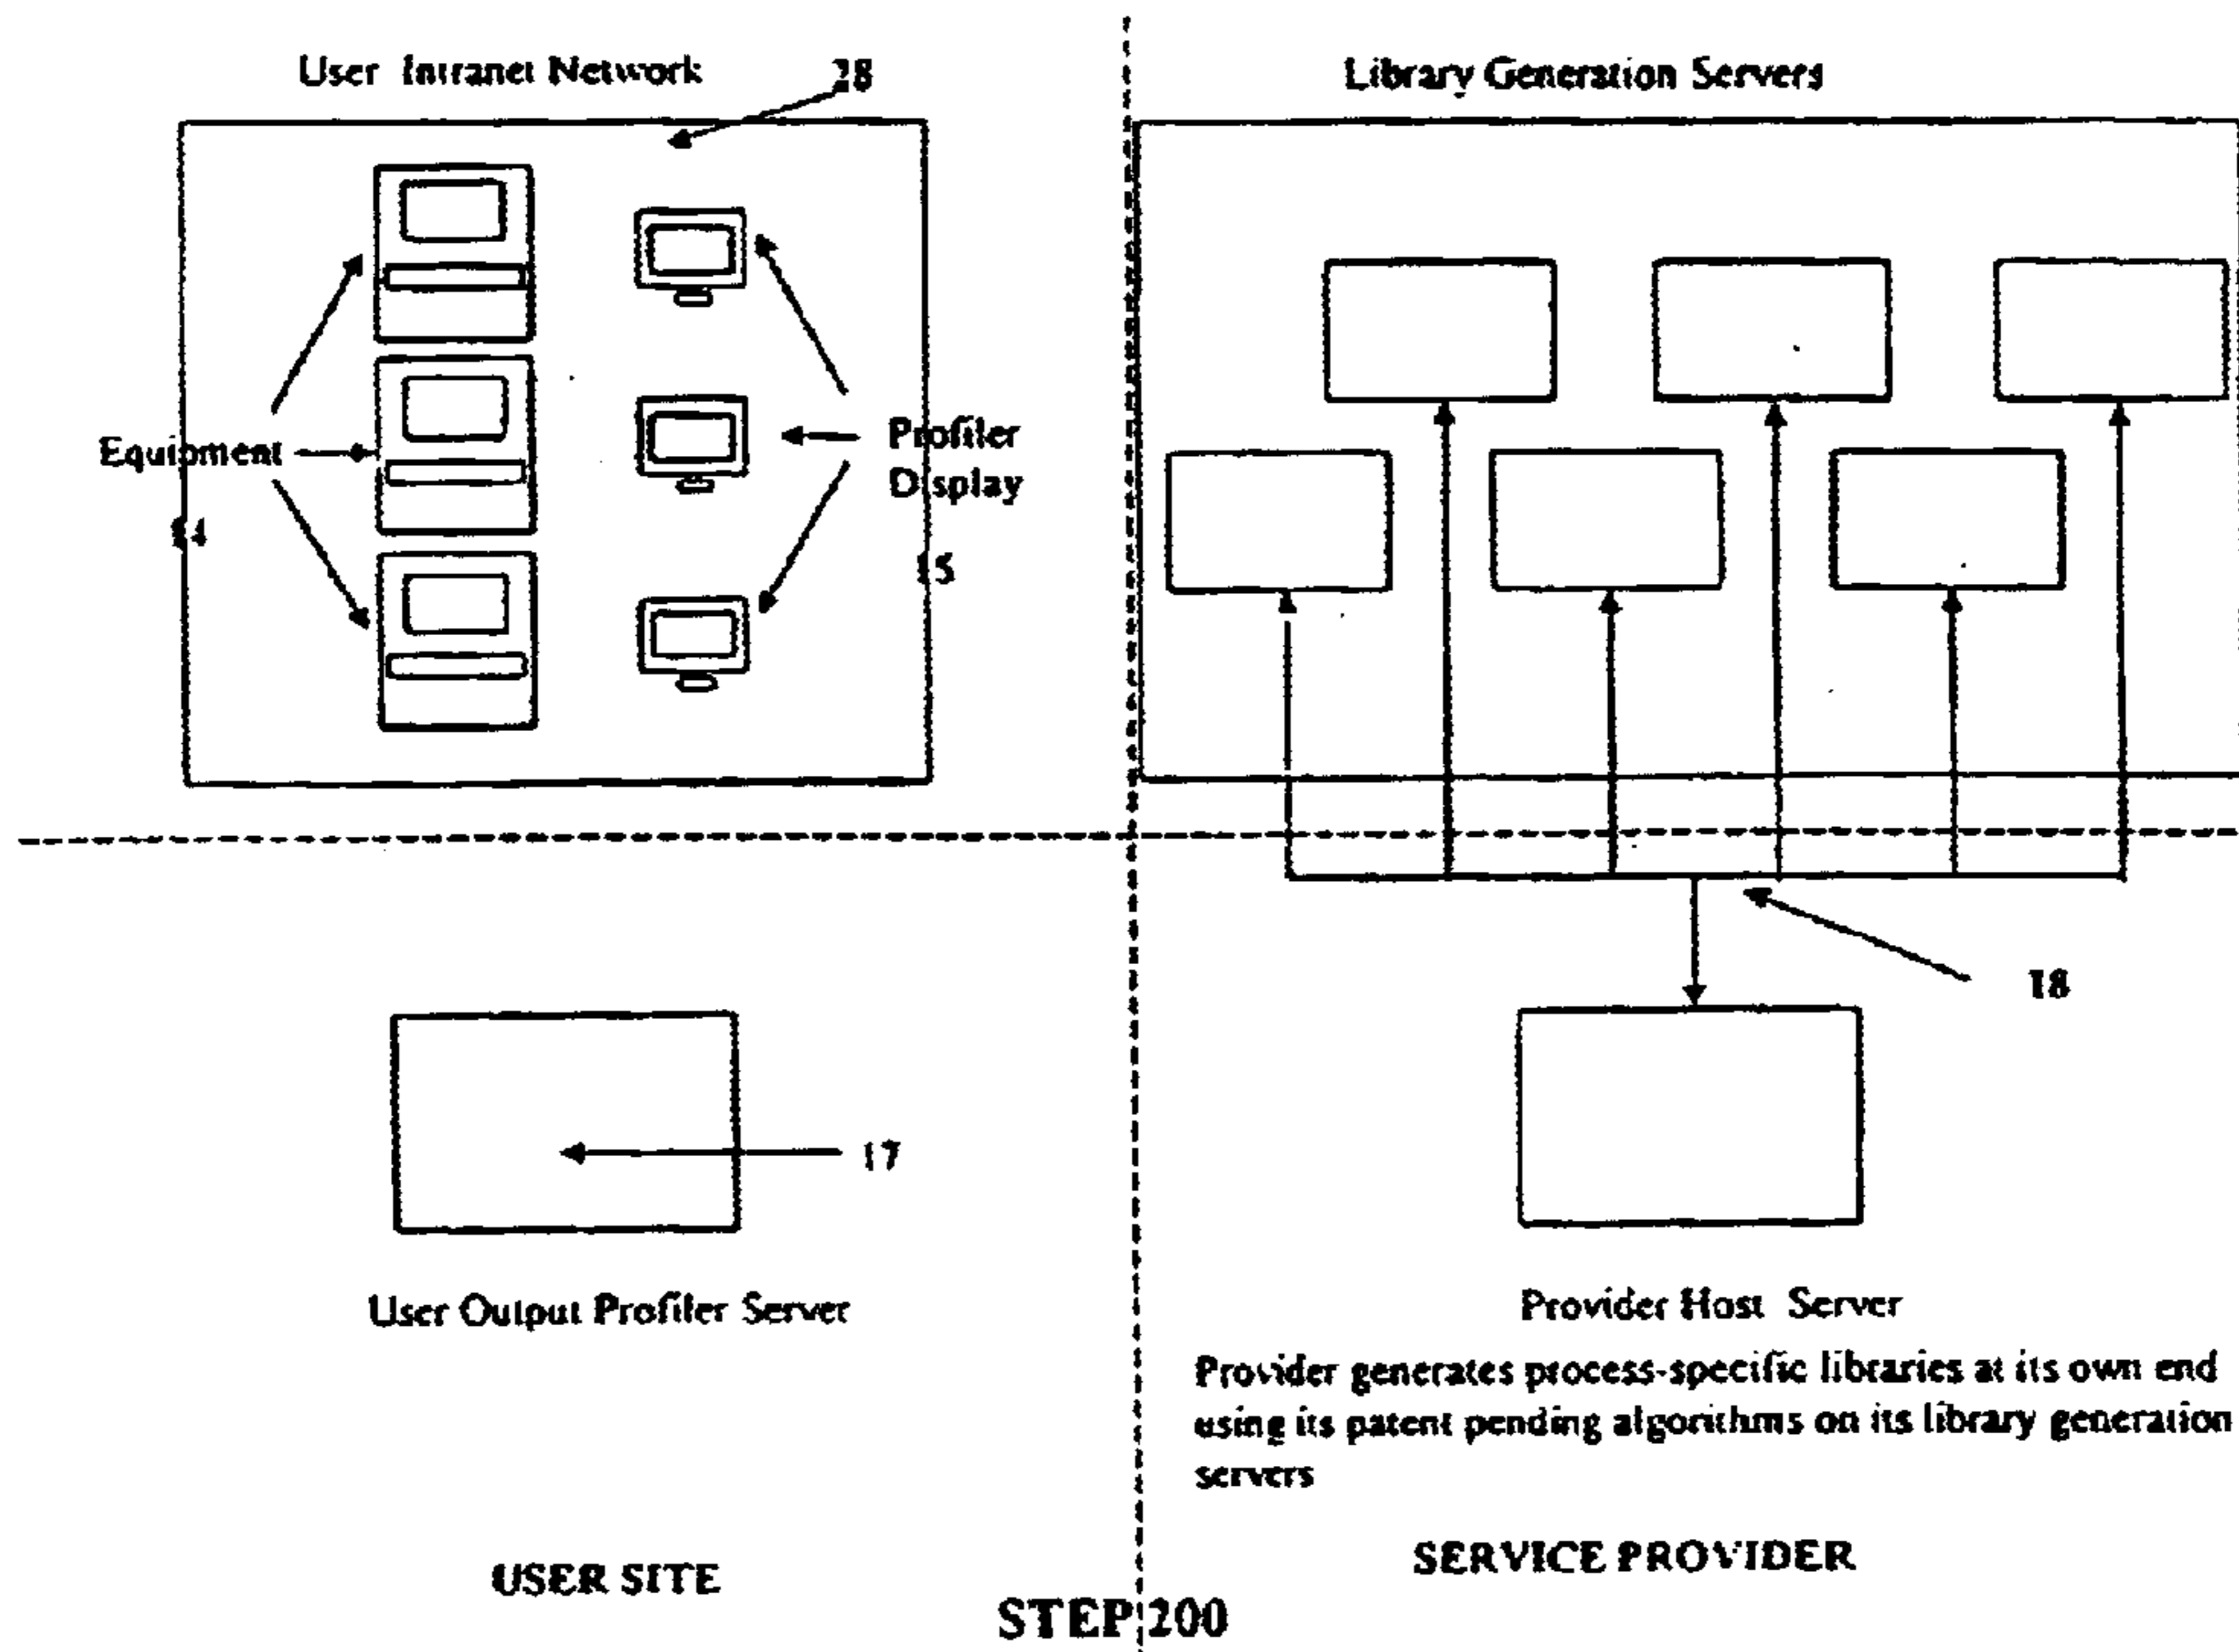 User Intranet Network
28
Library Generation Servers
Equipment
14
Profiler
Display
15
18
17
User Output Profiler Server
Provider Host Server
Provider generates process-specific libraries at its own end
using its patent pending algorithms on its library generation
servers
USER SITE
SERVICE PROVIDER
STEP 200